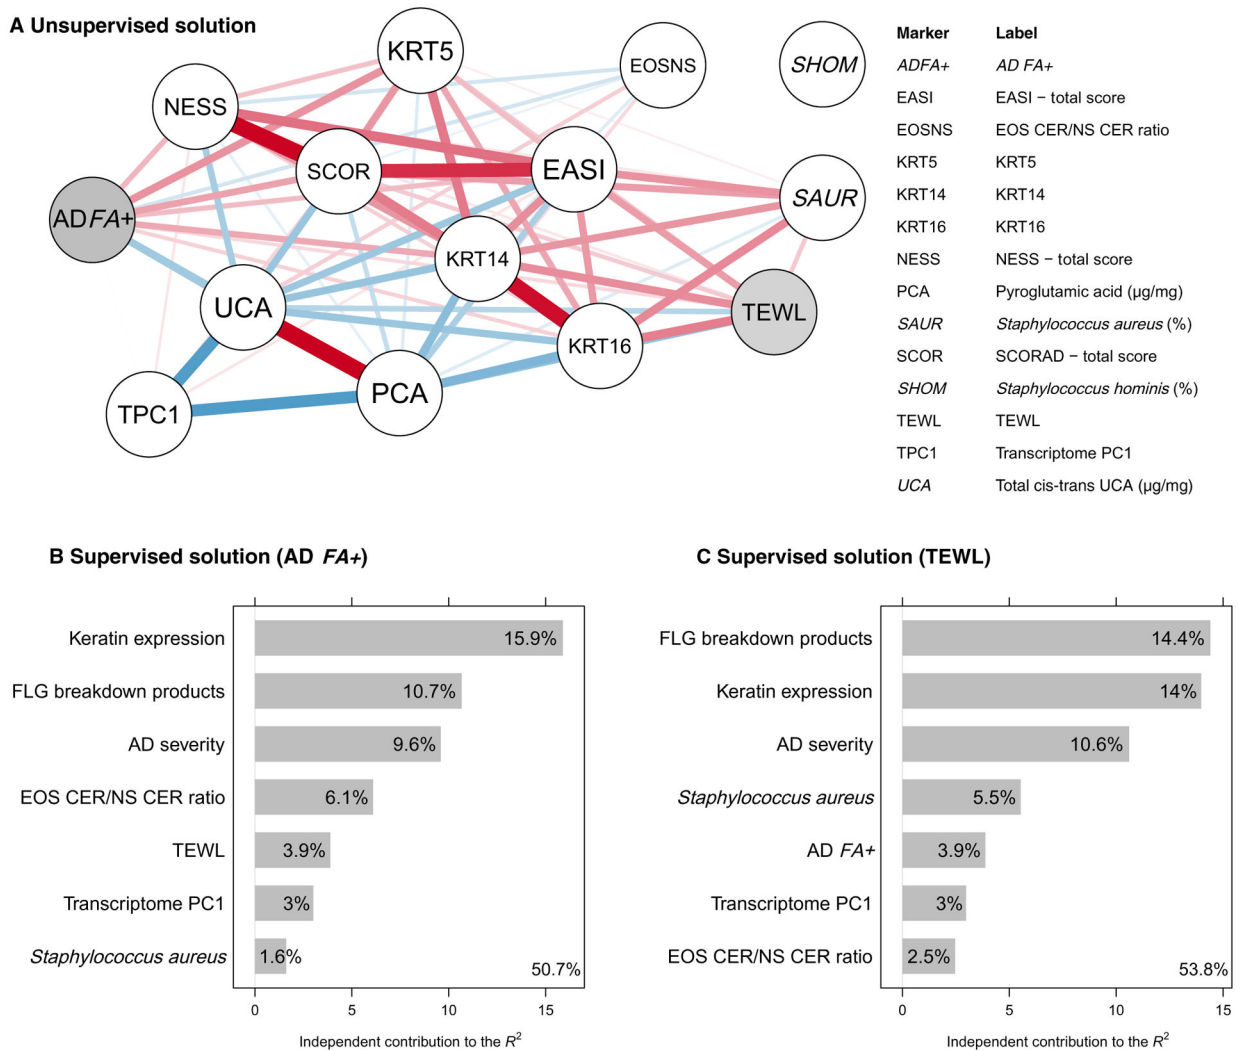 A Unsupervised solution
KRT5
EOSNS
SHOM
NESS
SCOR
EASI
SAUR
ADFA+
KRT14
UCA
TEWL
KRT16
PCA
TPC1
Marker Label
ADFA+ AD FA+
EASI EASI − total score
EOSNS EOS CER/NS CER ratio
KRT5 KRT5
KRT14 KRT14
KRT16 KRT16
NESS NESS − total score
PCA Pyroglutamic acid (µg/mg)
SAUR Staphylococcus aureus (%)
SCOR SCORAD − total score
SHOM Staphylococcus hominis (%)
TEWL TEWL
TPC1 Transcriptome PC1
UCA Total cis-trans UCA (µg/mg)
B Supervised solution (AD FA+)
Keratin expression 15.9%
FLG breakdown products 10.7%
AD severity 9.6%
EOS CER/NS CER ratio 6.1%
TEWL 3.9%
Transcriptome PC1 3%
Staphylococcus aureus 1.6%
50.7%
0 5 10 15
Independent contribution to the R²
C Supervised solution (TEWL)
FLG breakdown products 14.4%
Keratin expression 14%
AD severity 10.6%
Staphylococcus aureus 5.5%
AD FA+ 3.9%
Transcriptome PC1 3%
EOS CER/NS CER ratio 2.5%
53.8%
0 5 10 15
Independent contribution to the R²